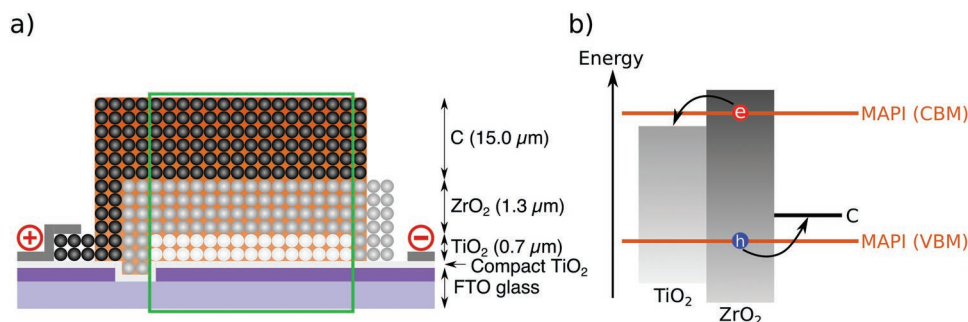 a)
C (15.0 µm)
ZrO₂ (1.3 µm)
TiO₂ (0.7 µm)
Compact TiO₂
FTO glass
+
−
b)
Energy
e
MAPI (CBM)
C
h
MAPI (VBM)
TiO₂
ZrO₂